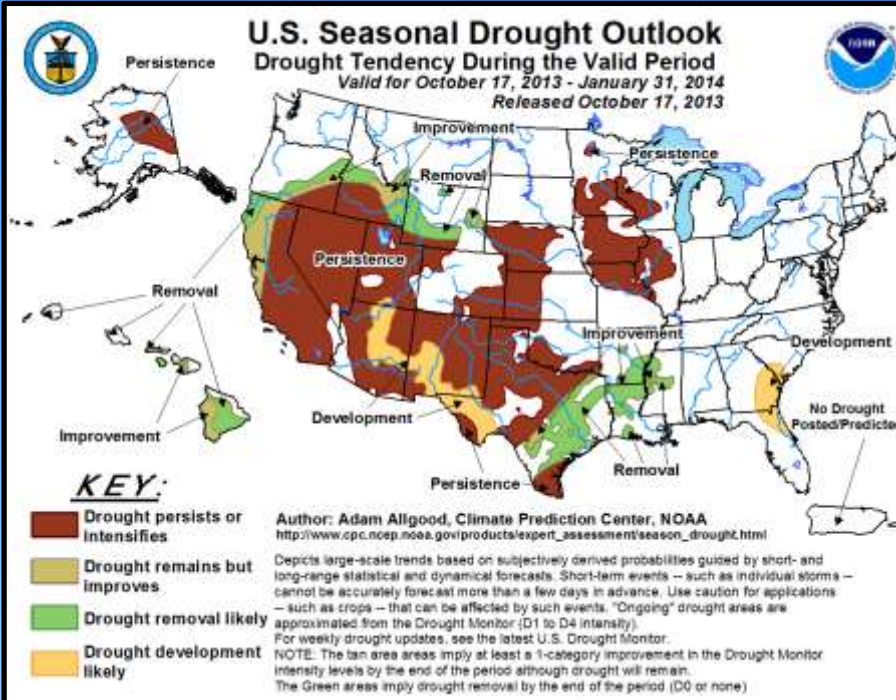 U.S. Seasonal Drought Outlook
Drought Tendency During the Valid Period
Valid for October 17, 2013 - January 31, 2014
Released October 17, 2013
NOAA
Persistence
Improvement
Removal
Persistence
Persistence
Removal
Improvement
Development
Development
No Drought
Posted/Predicted
Improvement
Removal
Persistence
KEY:
Drought persists or
intensifies
Drought remains but
improves
Drought removal likely
Drought development
likely
Author: Adam Allgood, Climate Prediction Center, NOAA
http://www.cpc.ncep.noaa.gov/products/expert_assessment/season_drought.html
Depicts large-scale trends based on subjectively derived probabilities guided by short- and
long-range statistical and dynamical forecasts. Short-term events -- such as individual storms --
cannot be accurately forecast more than a few days in advance. Use caution for applications
-- such as crops -- that can be affected by such events. "Ongoing" drought areas are
approximated from the Drought Monitor (D1 to D4 intensity).
For weekly drought updates, see the latest U.S. Drought Monitor.
NOTE: The tan area areas imply at least a 1-category improvement in the Drought Monitor
intensity levels by the end of the period although drought will remain.
The Green areas imply drought removal by the end of the period (D0 or none)